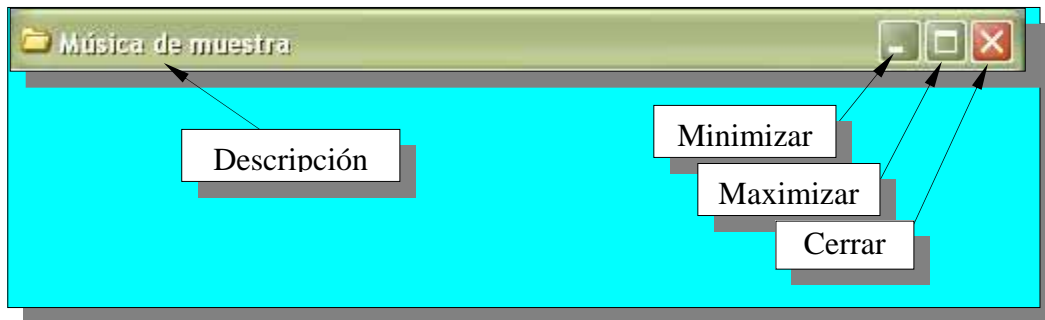 Música de muestra
Descripción
Minimizar
Maximizar
Cerrar